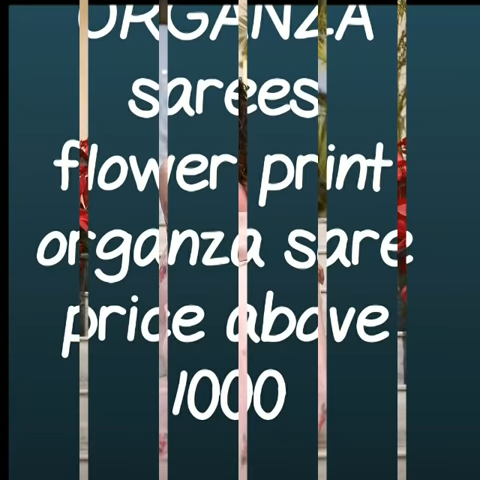 ORGANZA
sarees
flower print
organza sare
price above
1000